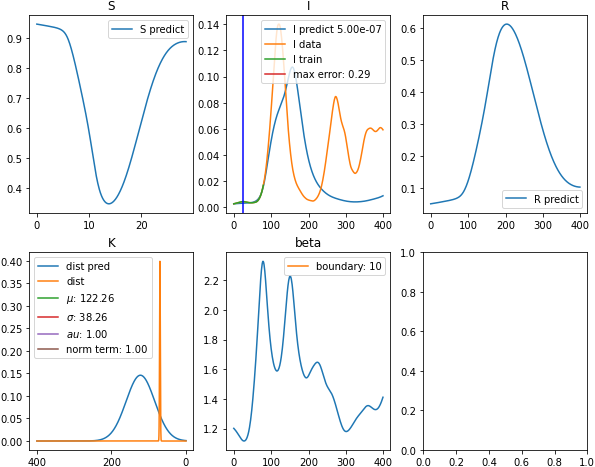 S
S predict
0.9
0.8
0.7
0.6
0.5
0.4
0 10 20
I
I predict 5.00e-07
I data
I train
max error: 0.29
0.14
0.12
0.10
0.08
0.06
0.04
0.02
0.00
0 100 200 300 400
R
R predict
0.6
0.5
0.4
0.3
0.2
0.1
0 100 200 300 400
K
dist pred
dist
μ: 122.26
σ: 38.26
au: 1.00
norm term: 1.00
0.40
0.35
0.30
0.25
0.20
0.15
0.10
0.05
0.00
400 200 0
beta
boundary: 10
2.2
2.0
1.8
1.6
1.4
1.2
0 100 200 300 400
1.0
0.8
0.6
0.4
0.2
0.0
0.0 0.2 0.4 0.6 0.8 1.0